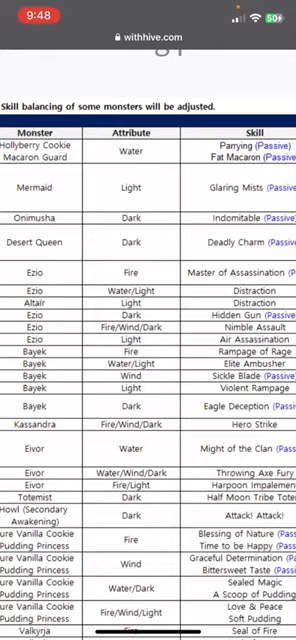 9:48
50
withhive.com
Skill balancing of some monsters will be adjusted.
Monster Attribute Skill
Hollyberry Cookie
Macaron Guard
Water
Parrying (Passive)
Fat Macaron (Passive
Mermaid Light Glaring Mists (Passive
Onimusha Dark Indomitable (Passive)
Desert Queen Dark Deadly Charm (Passive
Ezio Fire Master of Assassination (P
Ezio Water/Light Distraction
Altaïr Light Distraction
Ezio Dark Hidden Gun (Passive)
Ezio Fire/Wind/Dark Nimble Assault
Ezio Light Air Assassination
Bayek Fire Rampage of Rage
Bayek Water/Light Elite Ambusher
Bayek Wind Sickle Blade (Passive)
Bayek Light Violent Rampage
Bayek Dark Eagle Deception (Passi
Kassandra Fire/Wind/Dark Hero Strike
Eivor Water Might of the Clan (Passi
Eivor Water/Wind/Dark Throwing Axe Fury
Eivor Fire/Light Harpoon Impalemen
Totemist Dark Half Moon Tribe Tote
Howl (Secondary
Awakening)
Dark
Attack! Attack!
ure Vanilla Cookie
Pudding Princess
Fire
Blessing of Nature (Pass
Time to be Happy (Pass
ure Vanilla Cookie
Pudding Princess
Wind
Graceful Determination (Pa
Bittersweet Taste (Passi
ure Vanilla Cookie
Pudding Princess
Water/Dark
Sealed Magic
A Scoop of Pudding
ure Vanilla Cookie
Pudding Princess
Fire/Wind/Light
Love & Peace
Soft Pudding
Valkyrja Fire Seal of Fire